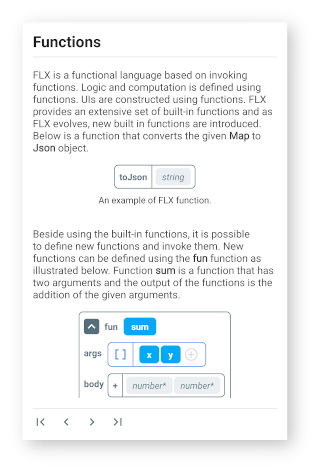 Functions
FLX is a functional language based on invoking
functions. Logic and computation is defined using
functions. UIs are constructed using functions. FLX
provides an extensive set of built-in functions and as
FLX evolves, new built in functions are introduced.
Below is a function that converts the given Map to
Json object.
toJson string
An example of FLX function.
Beside using the built-in functions, it is possible
to define new functions and invoke them. New
functions can be defined using the fun function as
illustrated below. Function sum is a function that has
two arguments and the output of the functions is the
addition of the given arguments.
fun sum
args [ ] x y
body + number* number*